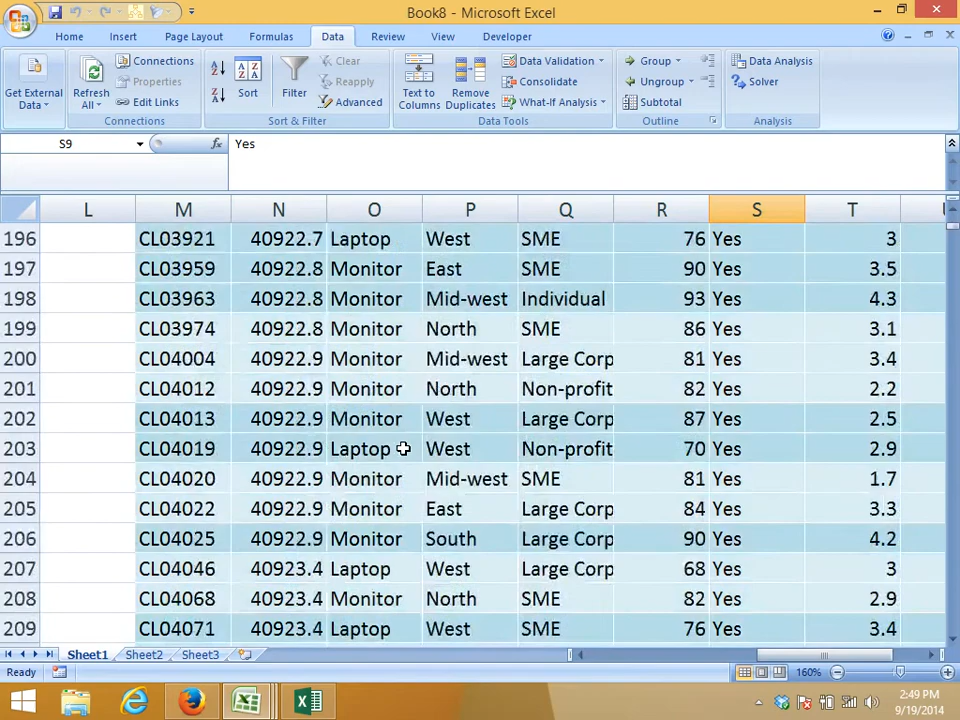 Book8 - Microsoft Excel
Home Insert Page Layout Formulas Data Review View Developer
Connections Clear Data Validation Group Data Analysis
Properties Reapply Consolidate Ungroup Solver
Get External Data Refresh All Edit Links Sort Filter Advanced Text to Columns Remove Duplicates What-If Analysis Subtotal
Connections Sort & Filter Data Tools Outline Analysis
S9 fx Yes
L M N O P Q R S T
196 CL03921 40922.7 Laptop West SME 76 Yes 3
197 CL03959 40922.8 Monitor East SME 90 Yes 3.5
198 CL03963 40922.8 Monitor Mid-west Individual 93 Yes 4.3
199 CL03974 40922.8 Monitor North SME 86 Yes 3.1
200 CL04004 40922.9 Monitor Mid-west Large Corp 81 Yes 3.4
201 CL04012 40922.9 Monitor North Non-profit 82 Yes 2.2
202 CL04013 40922.9 Monitor West Large Corp 87 Yes 2.5
203 CL04019 40922.9 Laptop West Non-profit 70 Yes 2.9
204 CL04020 40922.9 Monitor Mid-west SME 81 Yes 1.7
205 CL04022 40922.9 Monitor East Large Corp 84 Yes 3.3
206 CL04025 40922.9 Monitor South Large Corp 90 Yes 4.2
207 CL04046 40923.4 Laptop West Large Corp 68 Yes 3
208 CL04068 40923.4 Monitor North SME 82 Yes 2.9
209 CL04071 40923.4 Laptop West SME 76 Yes 3.4
Sheet1 Sheet2 Sheet3
Ready 160%
2:49 PM
9/19/2014